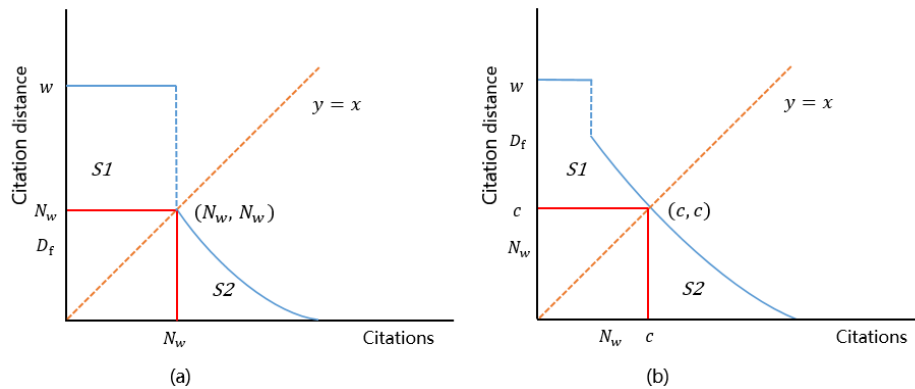 Citation distance
w
S1
y = x
N_w
(N_w, N_w)
D_f
S2
N_w
Citations
(a)
Citation distance
w
y = x
D_f
S1
c
(c, c)
N_w
S2
N_w
c
Citations
(b)